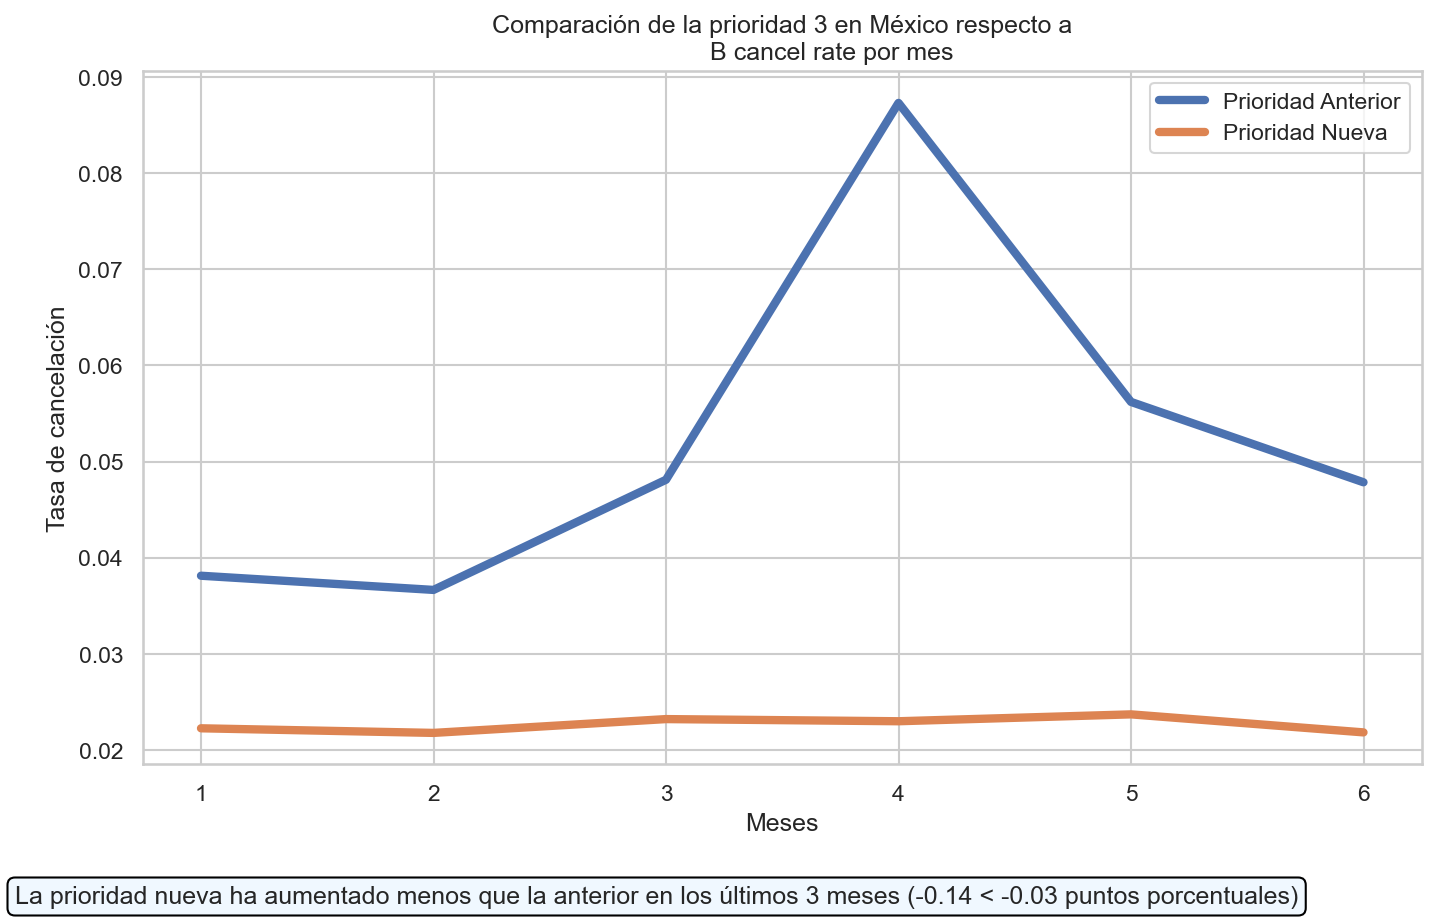 Comparación de la prioridad 3 en México respecto a
B cancel rate por mes
0.09
0.08
0.07
0.06
0.05
0.04
0.03
0.02
Tasa de cancelación
Prioridad Anterior
Prioridad Nueva
1 2 3 4 5 6
Meses
La prioridad nueva ha aumentado menos que la anterior en los últimos 3 meses (-0.14 < -0.03 puntos porcentuales)